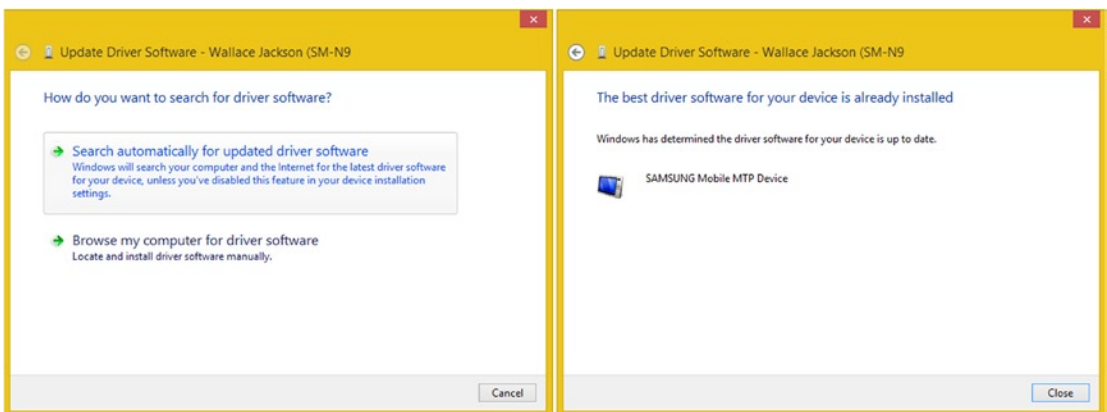 Update Driver Software - Wallace Jackson (SM-N9
How do you want to search for driver software?
Search automatically for updated driver software
Windows will search your computer and the Internet for the latest driver software
for your device, unless you've disabled this feature in your device installation
settings.
Browse my computer for driver software
Locate and install driver software manually.
Cancel
Update Driver Software - Wallace Jackson (SM-N9
The best driver software for your device is already installed
Windows has determined the driver software for your device is up to date.
SAMSUNG Mobile MTP Device
Close